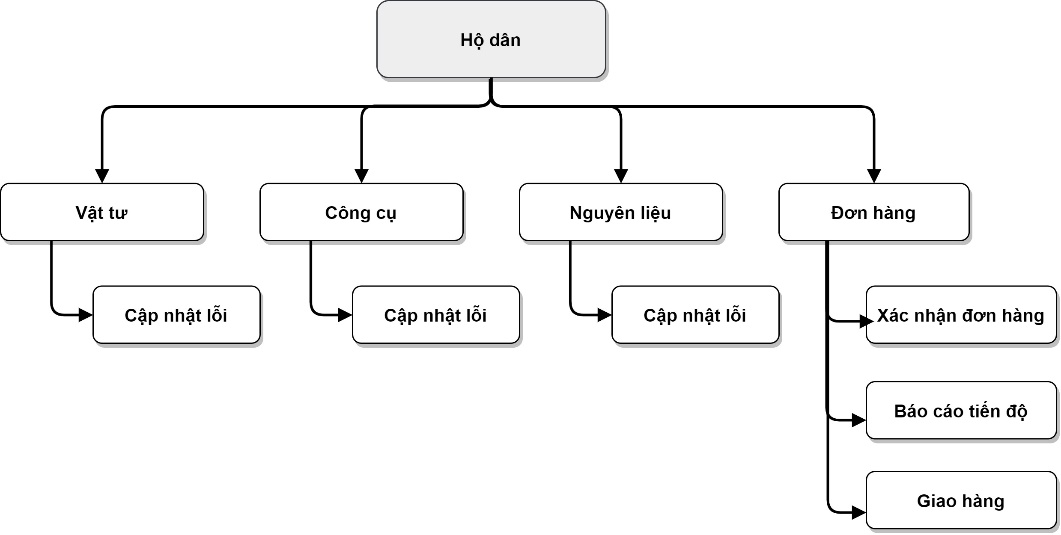 Hộ dân
Vật tư
Công cụ
Nguyên liệu
Đơn hàng
Cập nhật lỗi
Cập nhật lỗi
Cập nhật lỗi
Xác nhận đơn hàng
Báo cáo tiến độ
Giao hàng